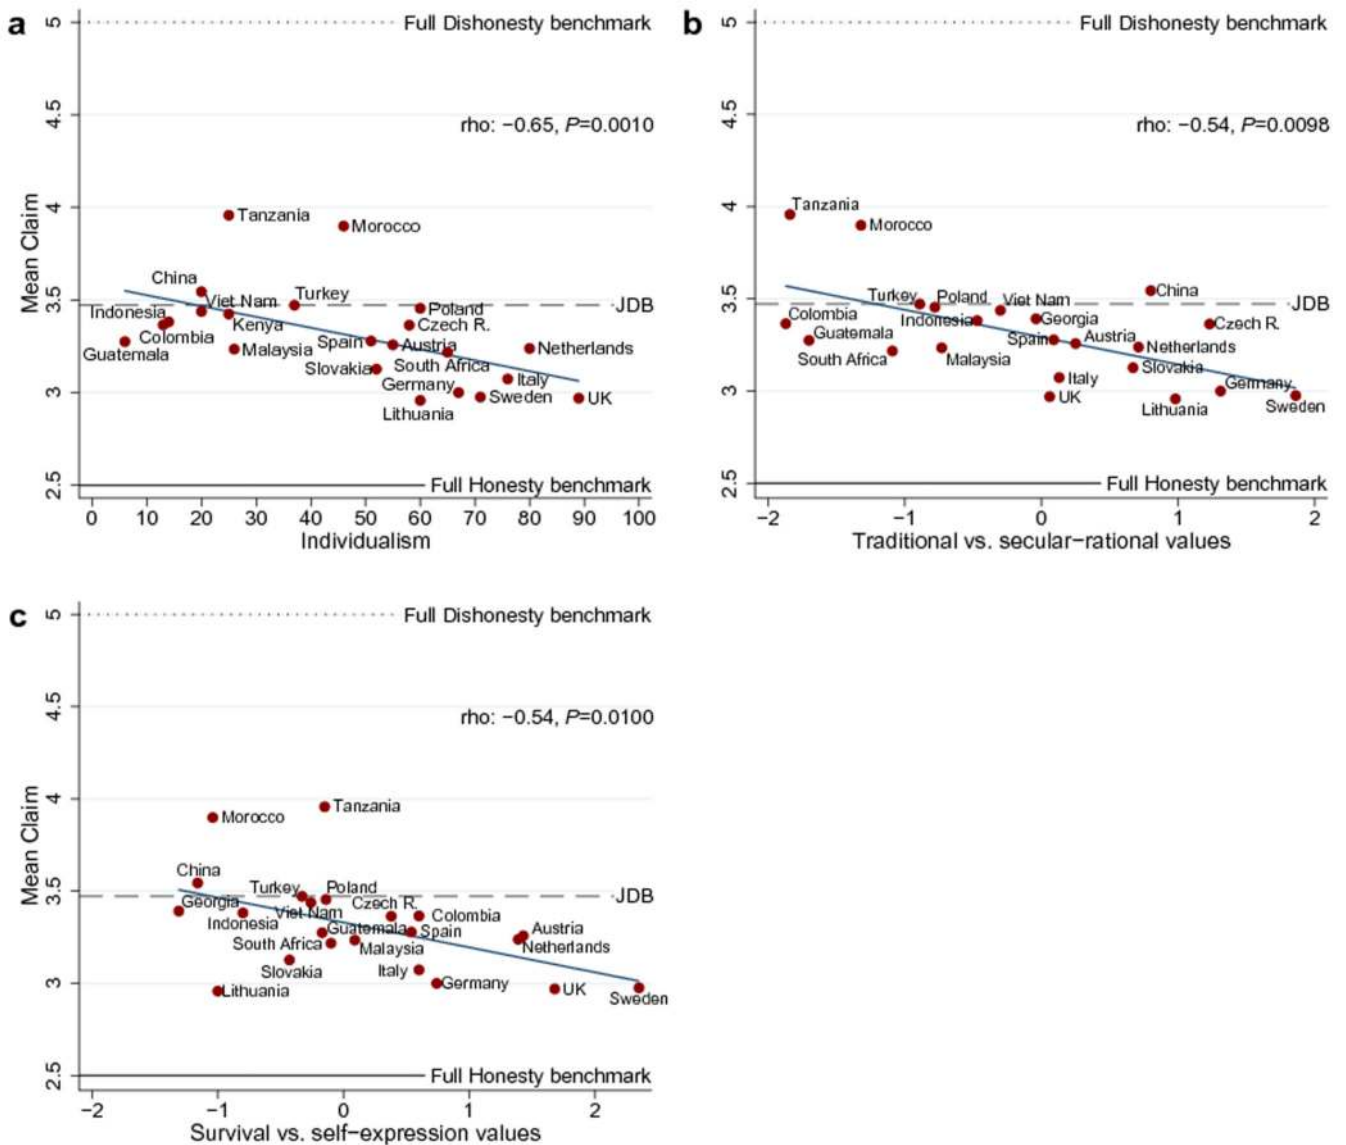 a
5
Full Dishonesty benchmark
4.5
rho: −0.65, P=0.0010
4
Tanzania
Morocco
Mean Claim
China
3.5
Viet Nam
Turkey
JDB
Indonesia
Poland
Kenya
Czech R.
Colombia
Spain
Austria
Guatemala
Malaysia
Netherlands
Slovakia
South Africa
Germany
Italy
3
Sweden
UK
Lithuania
2.5
Full Honesty benchmark
0 10 20 30 40 50 60 70 80 90 100
Individualism
b
5
Full Dishonesty benchmark
4.5
rho: −0.54, P=0.0098
4
Tanzania
Morocco
3.5
Turkey
Poland
Viet Nam
China
JDB
Colombia
Indonesia
Georgia
Czech R.
Guatemala
Spain
Austria
South Africa
Malaysia
Netherlands
Slovakia
Italy
Germany
3
UK
Lithuania
Sweden
2.5
Full Honesty benchmark
−2 −1 0 1 2
Traditional vs. secular−rational values
c
5
Full Dishonesty benchmark
4.5
rho: −0.54, P=0.0100
4
Tanzania
Morocco
Mean Claim
China
3.5
Turkey
Poland
JDB
Georgia
Viet Nam
Czech R.
Colombia
Indonesia
Guatemala
Spain
Austria
South Africa
Malaysia
Netherlands
Slovakia
Italy
3
Germany
Lithuania
UK
Sweden
2.5
Full Honesty benchmark
−2 −1 0 1 2
Survival vs. self−expression values